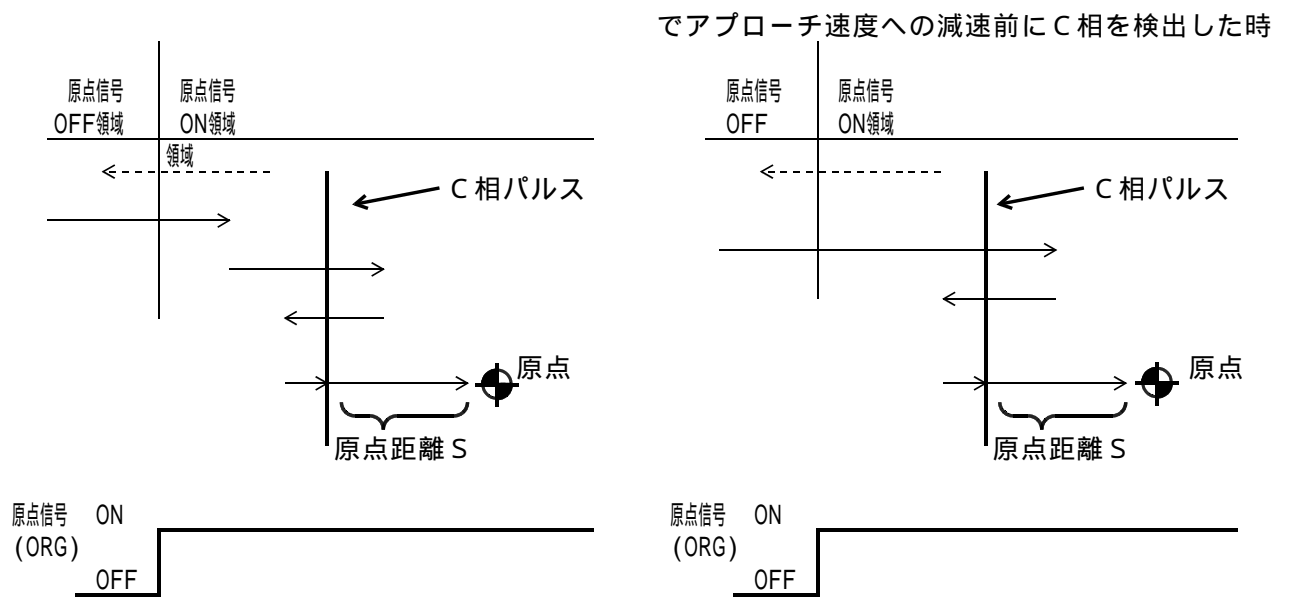 でアプローチ速度への減速前にC相を検出した時
原点信号
OFF領域
原点信号
ON領域
領域
C相パルス
原点
原点距離S
原点信号 ON
(ORG)
OFF
原点信号
OFF
原点信号
ON領域
C相パルス
原点
原点距離S
原点信号 ON
(ORG)
OFF